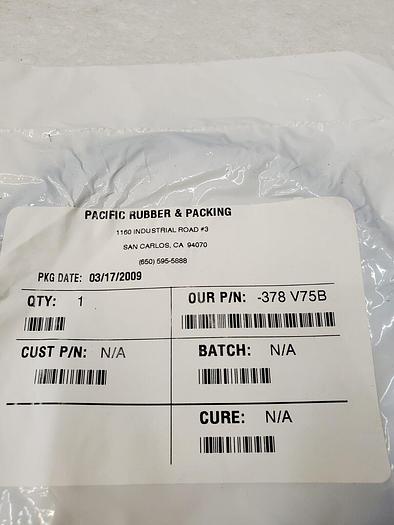 PACIFIC RUBBER & PACKING
1160 INDUSTRIAL ROAD #3
SAN CARLOS, CA 94070
(650) 595-5888
PKG DATE: 03/17/2009
QTY: 1 OUR P/N: -378 V75B
CUST P/N: N/A BATCH: N/A
CURE: N/A